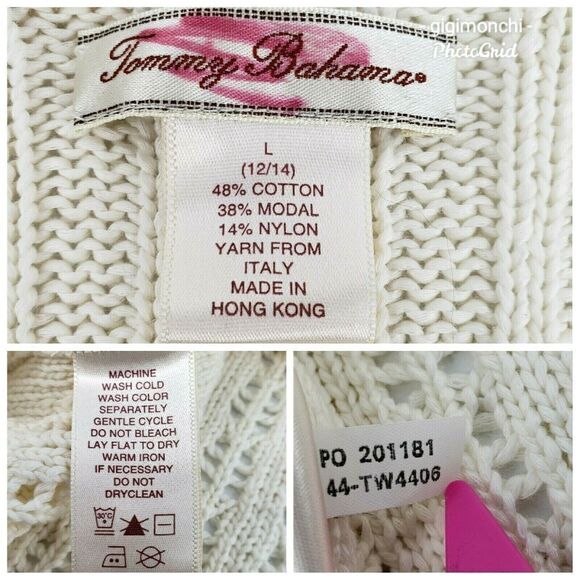 gigimonchi -
PhotoGrid
Tommy Bahama®
L
(12/14)
48% COTTON
38% MODAL
14% NYLON
YARN FROM
ITALY
MADE IN
HONG KONG
MACHINE
WASH COLD
WASH COLOR
SEPARATELY
GENTLE CYCLE
DO NOT BLEACH
LAY FLAT TO DRY
WARM IRON
IF NECESSARY
DO NOT
DRYCLEAN
30°C
PO 201181
44-TW4406